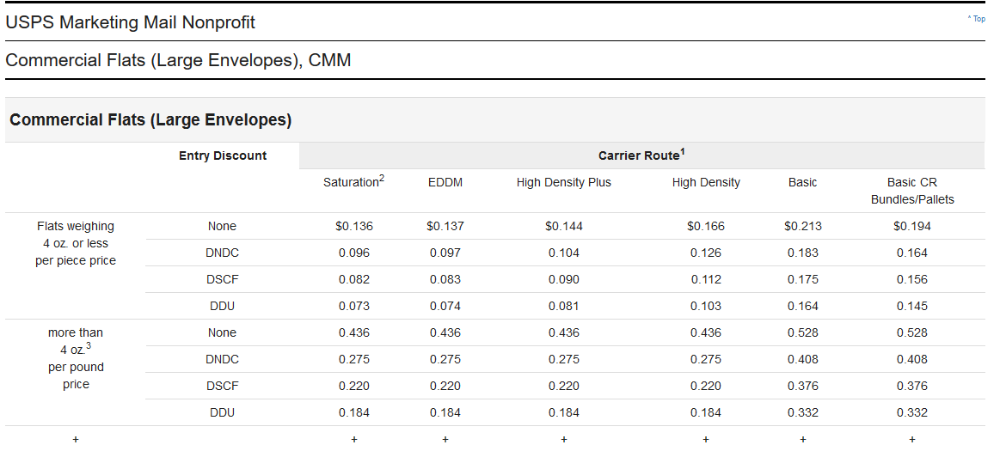 USPS Marketing Mail Nonprofit
^ Top
Commercial Flats (Large Envelopes), CMM
Commercial Flats (Large Envelopes)
Entry Discount Carrier Route1
Saturation2 EDDM High Density Plus High Density Basic Basic CR
Bundles/Pallets
Flats weighing None $0.136 $0.137 $0.144 $0.166 $0.213 $0.194
4 oz. or less
DNDC 0.096 0.097 0.104 0.126 0.183 0.164
per piece price
DSCF 0.082 0.083 0.090 0.112 0.175 0.156
DDU 0.073 0.074 0.081 0.103 0.164 0.145
more than None 0.436 0.436 0.436 0.436 0.528 0.528
4 oz.3
DNDC 0.275 0.275 0.275 0.275 0.408 0.408
per pound
price DSCF 0.220 0.220 0.220 0.220 0.376 0.376
DDU 0.184 0.184 0.184 0.184 0.332 0.332
+ + + + + + +